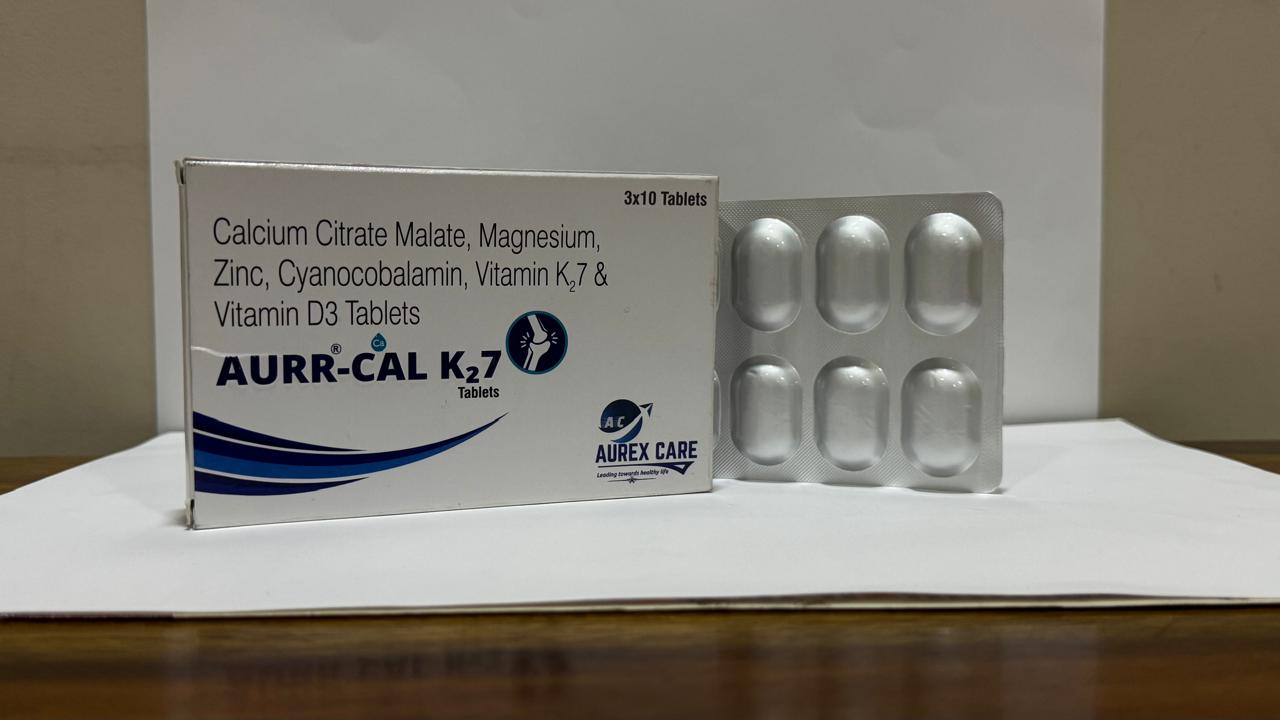 3x10 Tablets
Calcium Citrate Malate, Magnesium,
Zinc, Cyanocobalamin, Vitamin K₂7 &
Vitamin D3 Tablets
Ca
AURR-CAL® K₂7
Tablets
AC
AUREX CARE
Leading towards healthy life